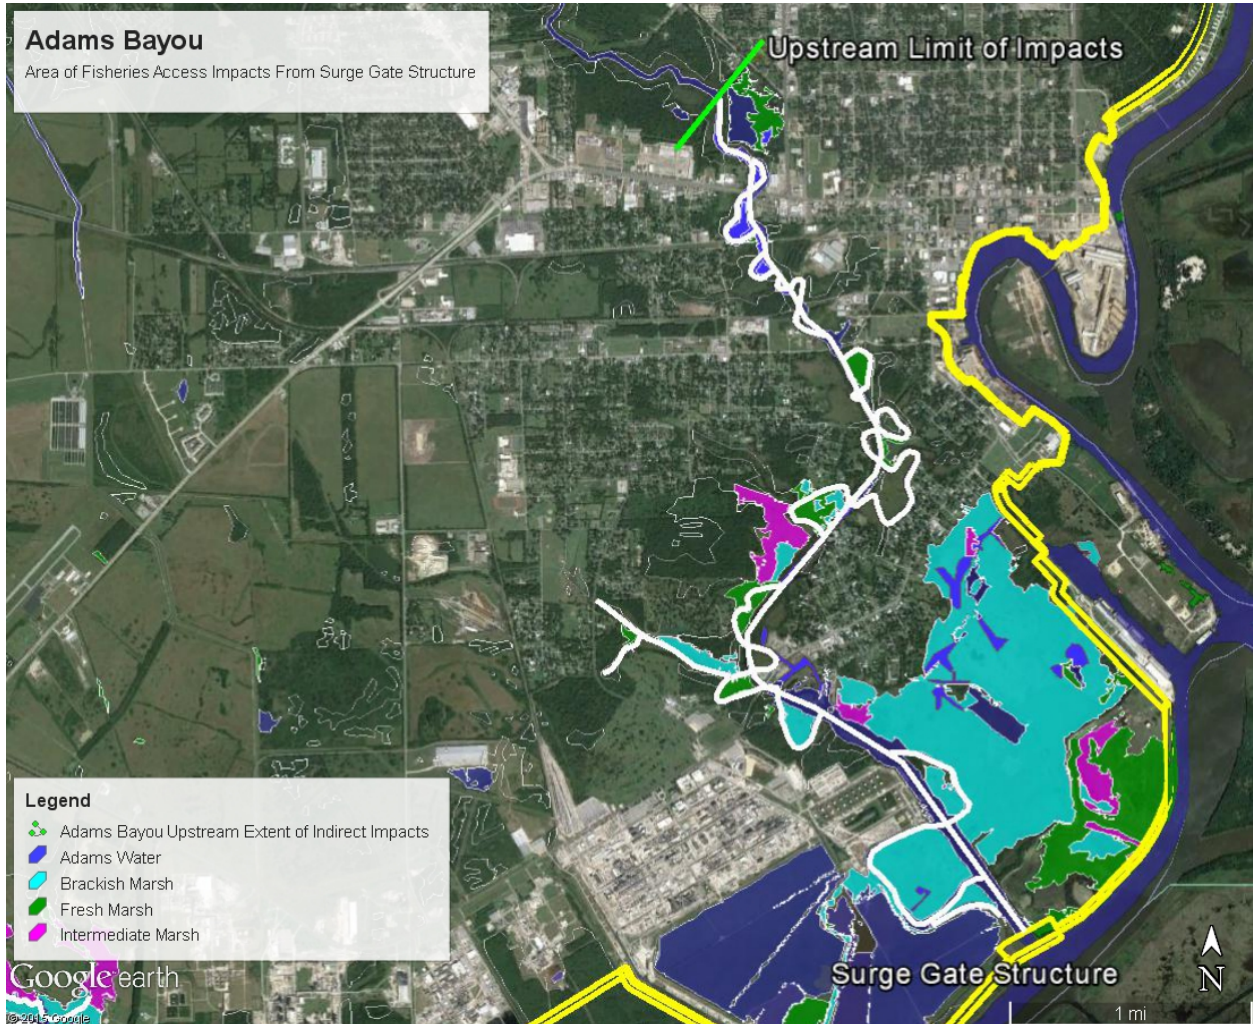 Adams Bayou
Area of Fisheries Access Impacts From Surge Gate Structure
Upstream Limit of Impacts
Legend
Adams Bayou Upstream Extent of Indirect Impacts
Adams Water
Brackish Marsh
Fresh Marsh
Intermediate Marsh
Google earth
© 2015 Google
Surge Gate Structure
N
1 mi